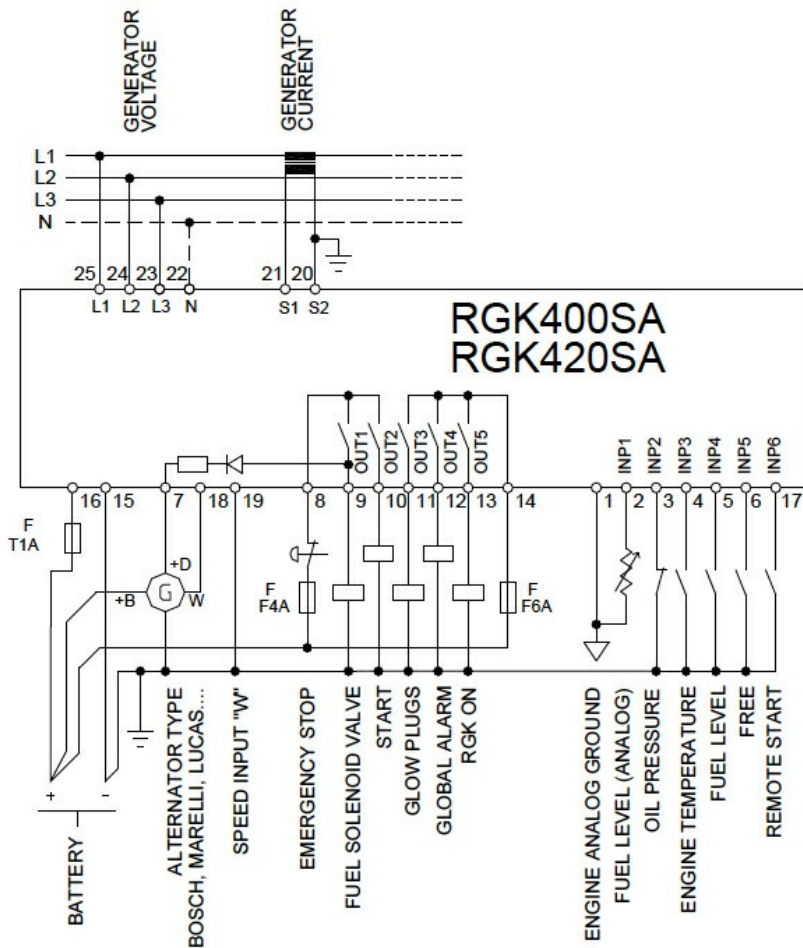 GENERATOR
VOLTAGE
GENERATOR
CURRENT
L1
L2
L3
N
25 24 23 22 21 20
L1 L2 L3 N S1 S2
RGK400SA
RGK420SA
OUT1 OUT2 OUT3 OUT4 OUT5
INP1 INP2 INP3 INP4 INP5 INP6
16 15 7 18 19 8 9 10 11 12 13 14 1 2 3 4 5 6 17
F
T1A
+D
G
+B
W
F
F4A
F
F6A
+ -
BATTERY
ALTERNATOR TYPE
BOSCH, MARELLI, LUCAS....
SPEED INPUT "W"
EMERGENCY STOP
FUEL SOLENOID VALVE
START
GLOW PLUGS
GLOBAL ALARM
RGK ON
ENGINE ANALOG GROUND
FUEL LEVEL (ANALOG)
OIL PRESSURE
ENGINE TEMPERATURE
FUEL LEVEL
FREE
REMOTE START